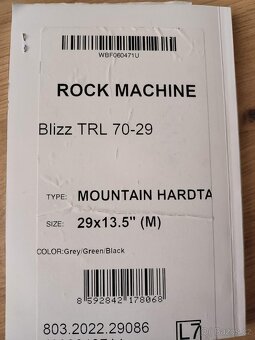 WBF060471U
ROCK MACHINE
Blizz TRL 70-29
TYPE: MOUNTAIN HARDTA
SIZE: 29x13.5" (M)
COLOR:Grey/Green/Black
8 592842 178068
803.2022.29086
L7